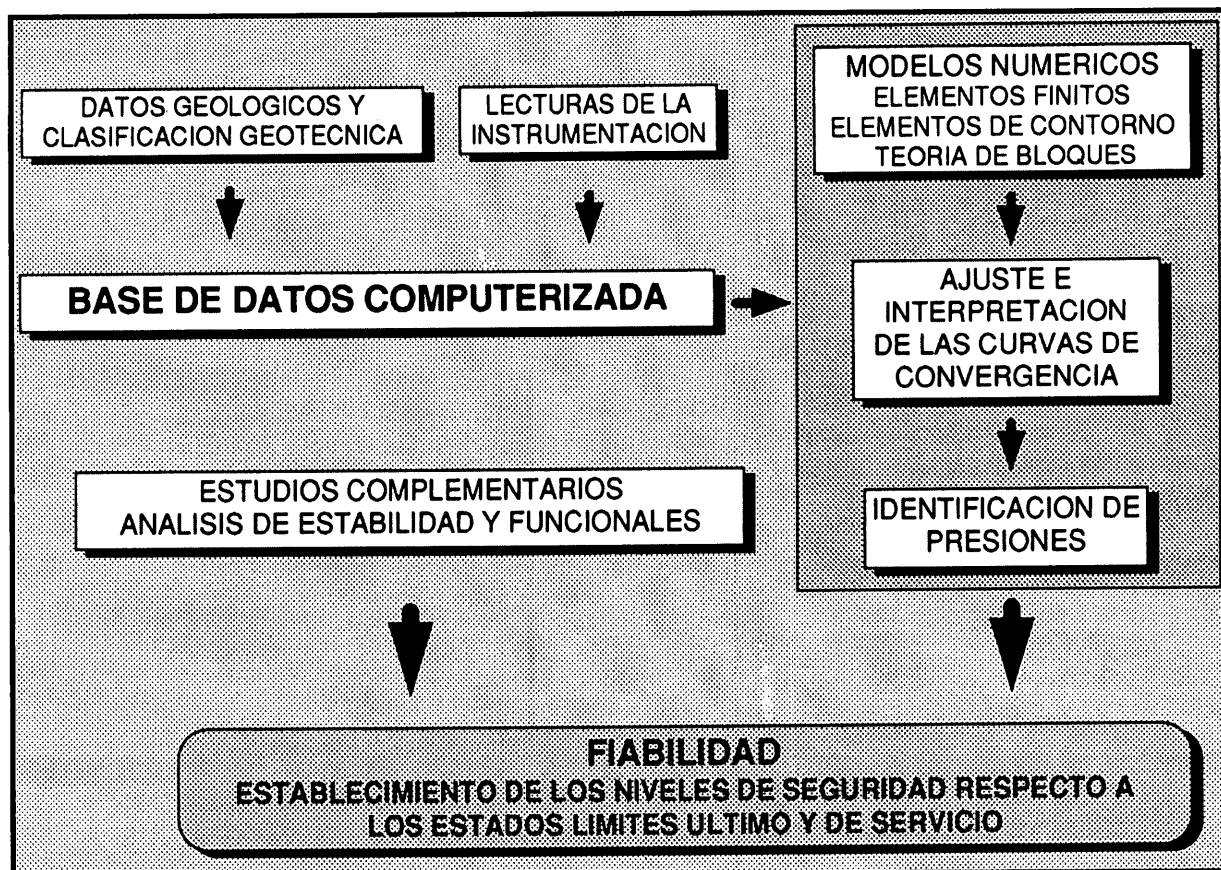 DATOS GEOLOGICOS Y
CLASIFICACION GEOTECNICA
LECTURAS DE LA
INSTRUMENTACION
MODELOS NUMERICOS
ELEMENTOS FINITOS
ELEMENTOS DE CONTORNO
TEORIA DE BLOQUES
BASE DE DATOS COMPUTERIZADA
AJUSTE E
INTERPRETACION
DE LAS CURVAS DE
CONVERGENCIA
ESTUDIOS COMPLEMENTARIOS
ANALISIS DE ESTABILIDAD Y FUNCIONALES
IDENTIFICACION DE
PRESIONES
FIABILIDAD
ESTABLECIMIENTO DE LOS NIVELES DE SEGURIDAD RESPECTO A
LOS ESTADOS LIMITES ULTIMO Y DE SERVICIO